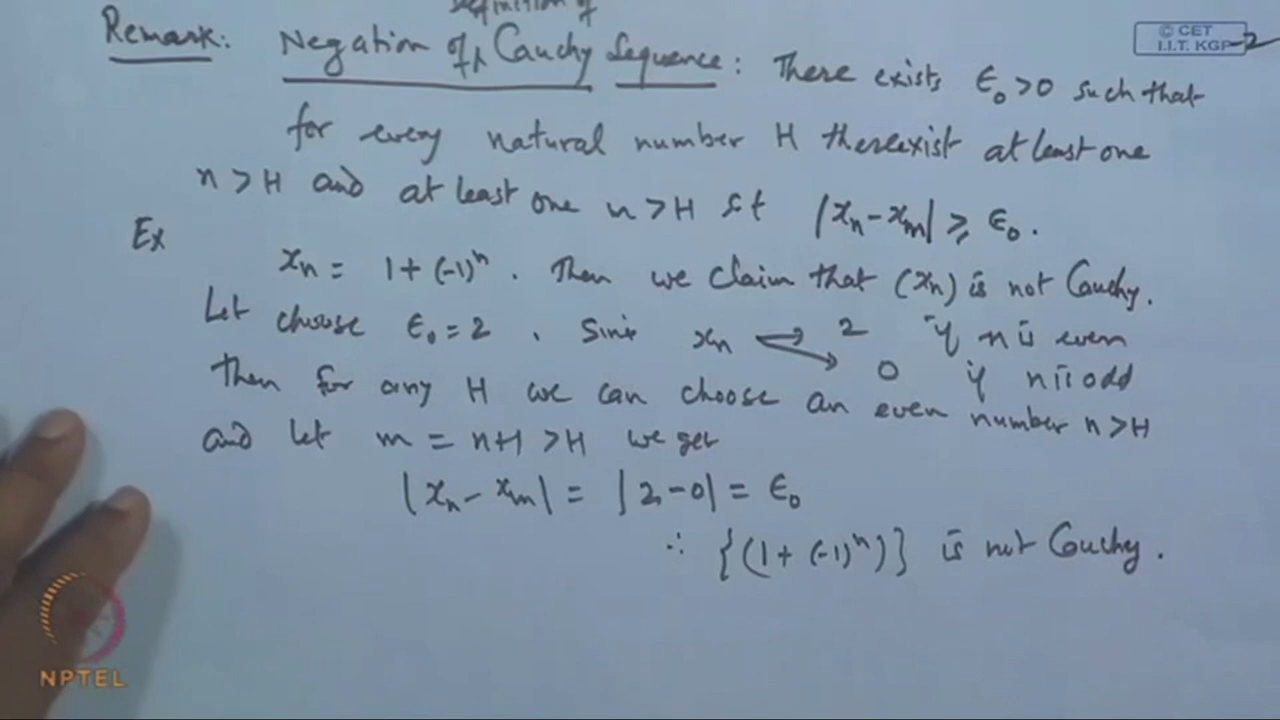 Definition of
Remark: Negation of Cauchy Sequence: There exists ε₀>0 such that
for every natural number H there exist at least one
n > H and at least one n > H s.t |xₙ - xₘ| ≥ ε₀.
Ex xₙ = 1 + (-1)ⁿ. Then we claim that (xₙ) is not Cauchy.
Let choose ε₀ = 2. Since xₙ → 2 if n is even
→ 0 if n is odd
Then for any H we can choose an even number n > H
and let m = n+1 > H we get
|xₙ - xₘ| = |2 - 0| = ε₀
∴ {(1 + (-1)ⁿ)} is not Cauchy.
© CET
I.I.T. KGP
2
NPTEL